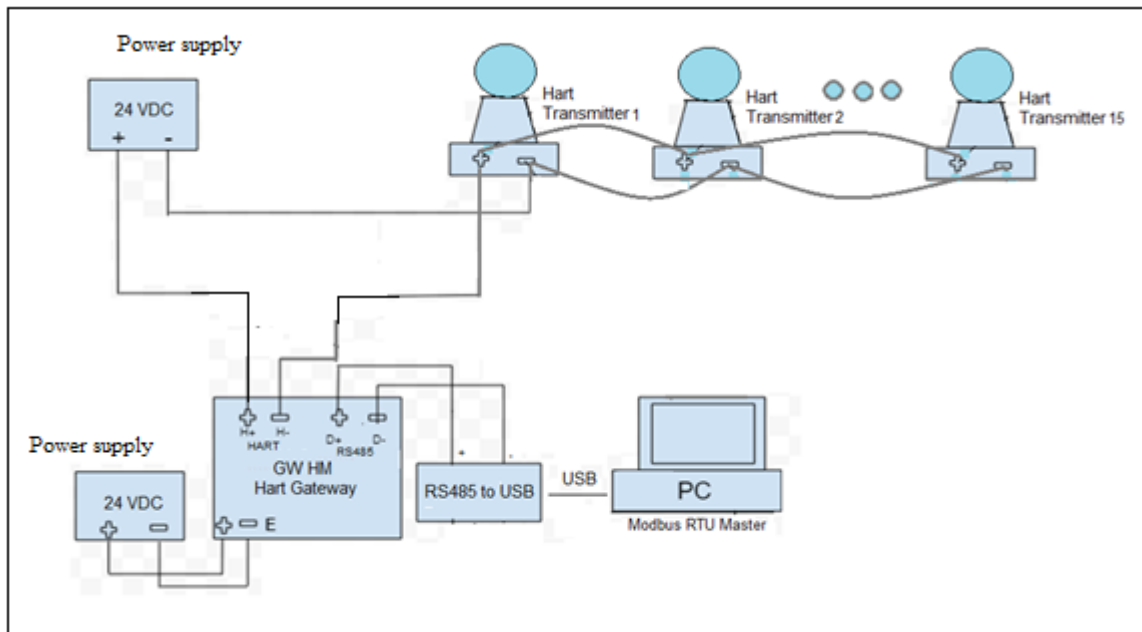 Power supply
24 VDC
+ -
Hart
Transmitter 1
Hart
Transmitter 2
Hart
Transmitter 15
H+ H- D+ D-
HART RS485
GW HM
Hart Gateway
E
Power supply
24 VDC
+
RS485 to USB
USB
PC
Modbus RTU Master